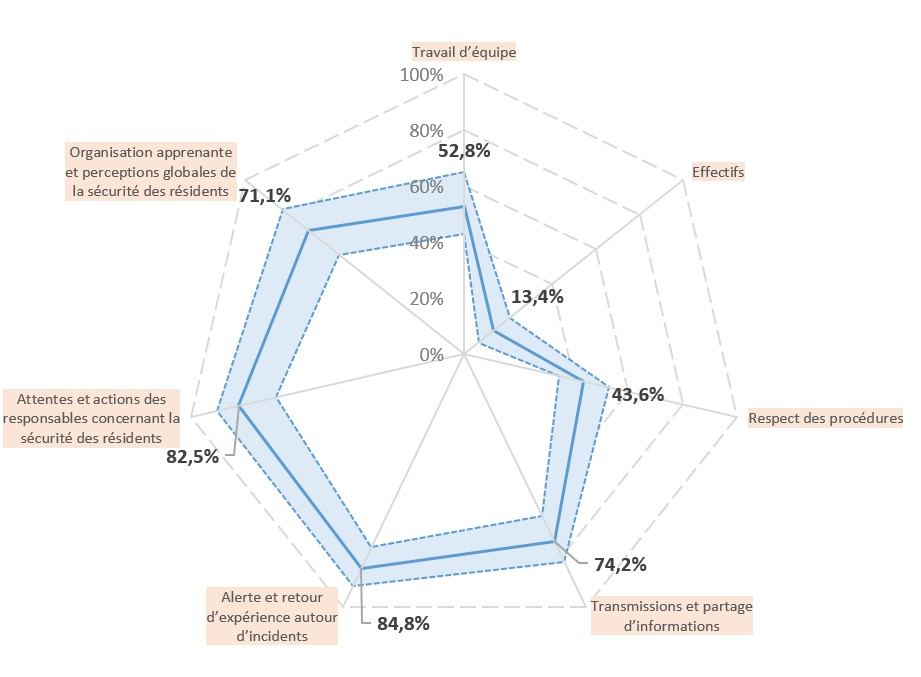 Travail d'équipe
100%
80%
52,8%
60%
40%
20%
0%
Effectifs
13,4%
43,6%
Respect des procédures
74,2%
Transmissions et partage
d'informations
84,8%
Alerte et retour
d'expérience autour
d'incidents
82,5%
Attentes et actions des
responsables concernant la
sécurité des résidents
71,1%
Organisation apprenante
et perceptions globales de
la sécurité des résidents